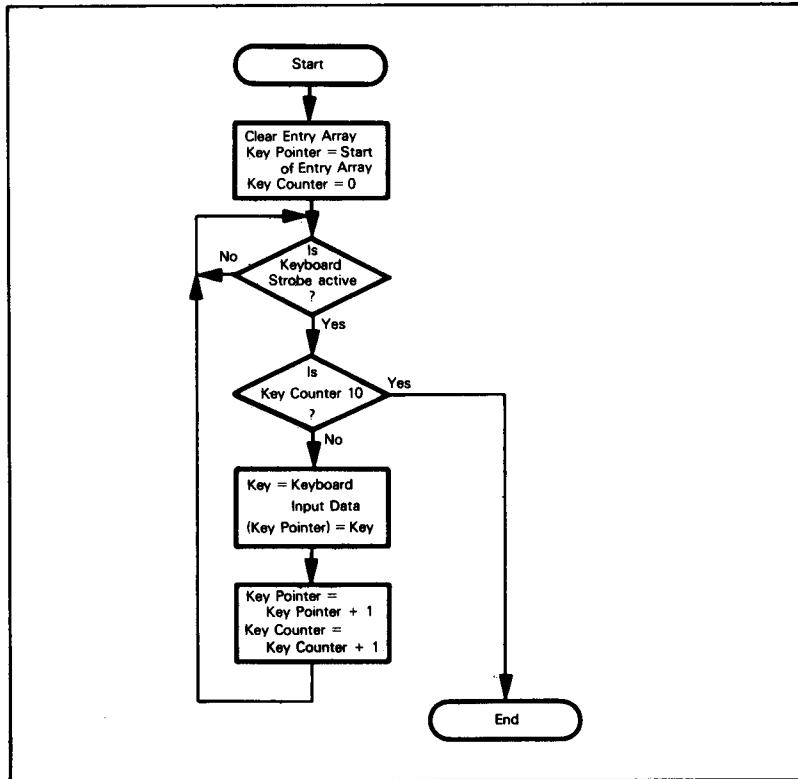 Start
Clear Entry Array
Key Pointer = Start
of Entry Array
Key Counter = 0
Is
Keyboard
Strobe active
?
No
Yes
Is
Key Counter 10
?
Yes
No
Key = Keyboard
Input Data
(Key Pointer) = Key
Key Pointer =
Key Pointer + 1
Key Counter =
Key Counter + 1
End